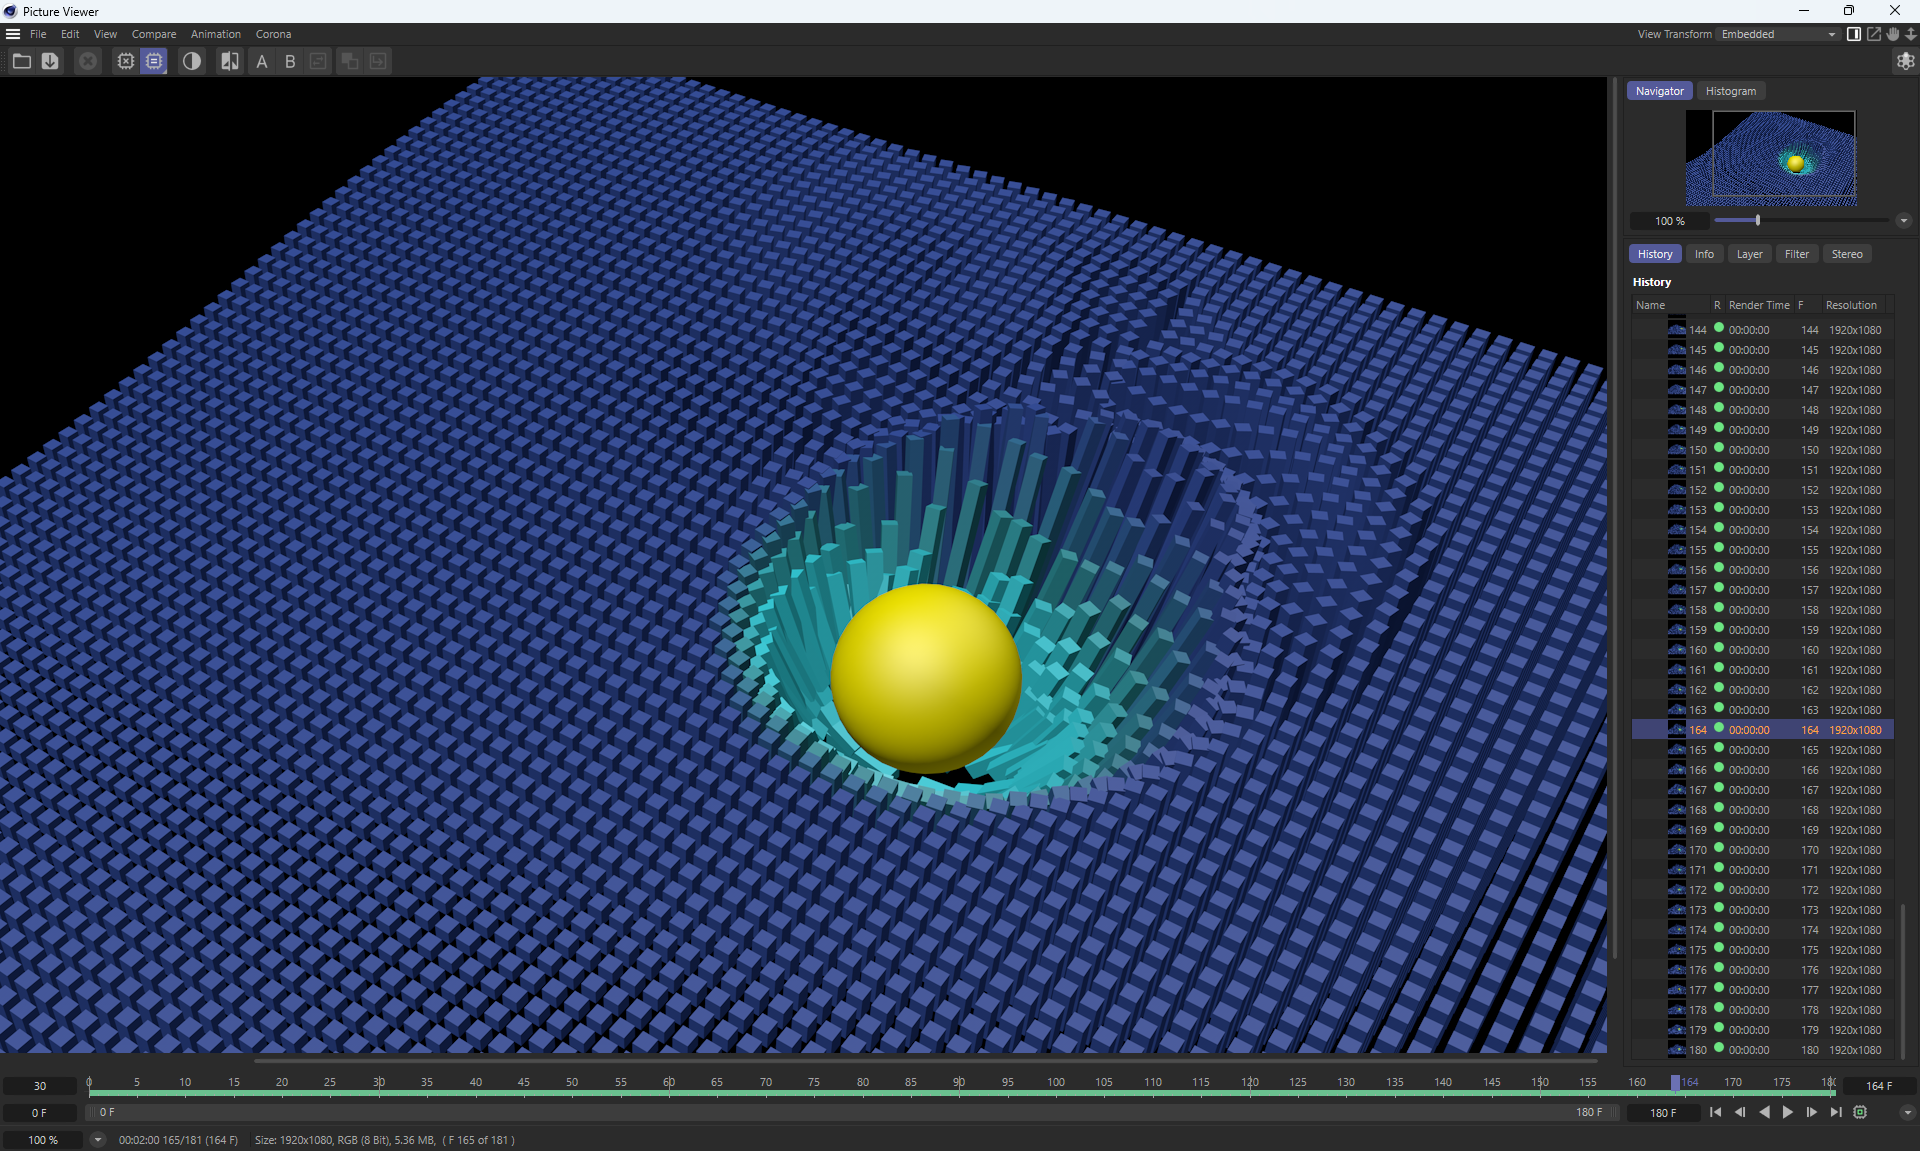 Picture Viewer
File Edit View Compare Animation Corona
View Transform Embedded
A B
Navigator Histogram
100 %
History Info Layer Filter Stereo
History
Name R Render Time F Resolution
144 00:00:00 144 1920x1080
145 00:00:00 145 1920x1080
146 00:00:00 146 1920x1080
147 00:00:00 147 1920x1080
148 00:00:00 148 1920x1080
149 00:00:00 149 1920x1080
150 00:00:00 150 1920x1080
151 00:00:00 151 1920x1080
152 00:00:00 152 1920x1080
153 00:00:00 153 1920x1080
154 00:00:00 154 1920x1080
155 00:00:00 155 1920x1080
156 00:00:00 156 1920x1080
157 00:00:00 157 1920x1080
158 00:00:00 158 1920x1080
159 00:00:00 159 1920x1080
160 00:00:00 160 1920x1080
161 00:00:00 161 1920x1080
162 00:00:00 162 1920x1080
163 00:00:00 163 1920x1080
164 00:00:00 164 1920x1080
165 00:00:00 165 1920x1080
166 00:00:00 166 1920x1080
167 00:00:00 167 1920x1080
168 00:00:00 168 1920x1080
169 00:00:00 169 1920x1080
170 00:00:00 170 1920x1080
171 00:00:00 171 1920x1080
172 00:00:00 172 1920x1080
173 00:00:00 173 1920x1080
174 00:00:00 174 1920x1080
175 00:00:00 175 1920x1080
176 00:00:00 176 1920x1080
177 00:00:00 177 1920x1080
178 00:00:00 178 1920x1080
179 00:00:00 179 1920x1080
180 00:00:00 180 1920x1080
30 0 5 10 15 20 25 30 35 40 45 50 55 60 65 70 75 80 85 90 95 100 105 110 115 120 125 130 135 140 145 150 155 160 164 170 175 164 F
0 F 0 F 180 F 180 F
100 % 00:02:00 165/181 (164 F) Size: 1920x1080, RGB (8 Bit), 5.36 MB, ( F 165 of 181 )